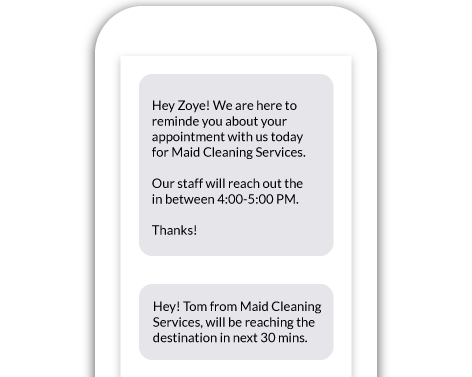 Hey Zoye! We are here to
reminde you about your
appointment with us today
for Maid Cleaning Services.
Our staff will reach out the
in between 4:00-5:00 PM.
Thanks!
Hey! Tom from Maid Cleaning
Services, will be reaching the
destination in next 30 mins.